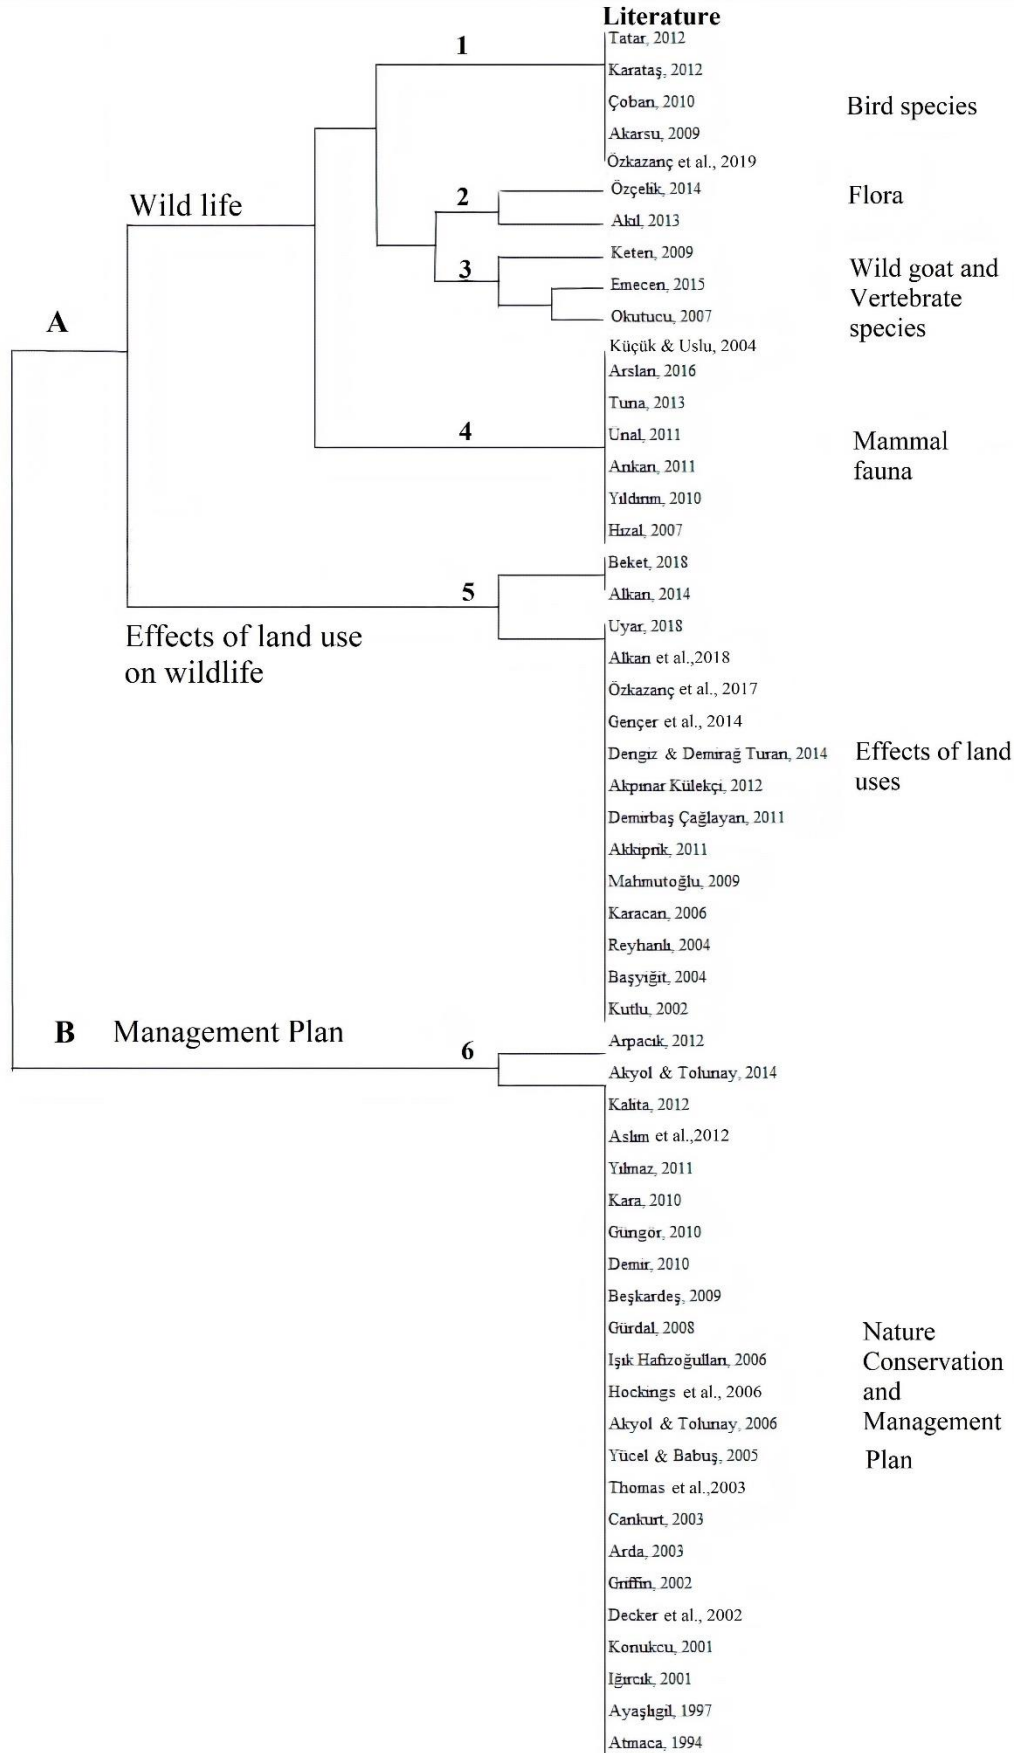 Literature
Tatar, 2012
1
Karataş, 2012
Çoban, 2010
Bird species
Akarsu, 2009
Özkazanç et al., 2019
Özçelik, 2014
2
Flora
Wild life
Akıl, 2013
Keten, 2009
3
Wild goat and
Vertebrate
species
Emecen, 2015
Okutucu, 2007
A
Küçük & Uslu, 2004
Arslan, 2016
Tuna, 2013
4
Ünal, 2011
Mammal
fauna
Arıkan, 2011
Yıldırım, 2010
Hızal, 2007
Beket, 2018
5
Alkan, 2014
Effects of land use
on wildlife
Uyar, 2018
Alkan et al.,2018
Özkazanç et al., 2017
Gençer et al., 2014
Dengiz & Demirağ Turan, 2014
Effects of land
uses
Akpınar Külekçi, 2012
Demirbaş Çağlayan, 2011
Akkiprik, 2011
Mahmutoğlu, 2009
Karacan, 2006
Reyhanlı, 2004
Başyiğit, 2004
Kutlu, 2002
B
Management Plan
Arpacık, 2012
6
Akyol & Tolunay, 2014
Kalita, 2012
Aslım et al.,2012
Yılmaz, 2011
Kara, 2010
Güngör, 2010
Demir, 2010
Beşkardeş, 2009
Gürdal, 2008
Nature
Conservation
and
Management
Plan
Işık Hafızoğulları, 2006
Hockings et al., 2006
Akyol & Tolunay, 2006
Yücel & Babuş, 2005
Thomas et al.,2003
Cankurt, 2003
Arda, 2003
Griffin, 2002
Decker et al., 2002
Konukcu, 2001
Iğırcık, 2001
Ayaşlıgil, 1997
Atmaca, 1994